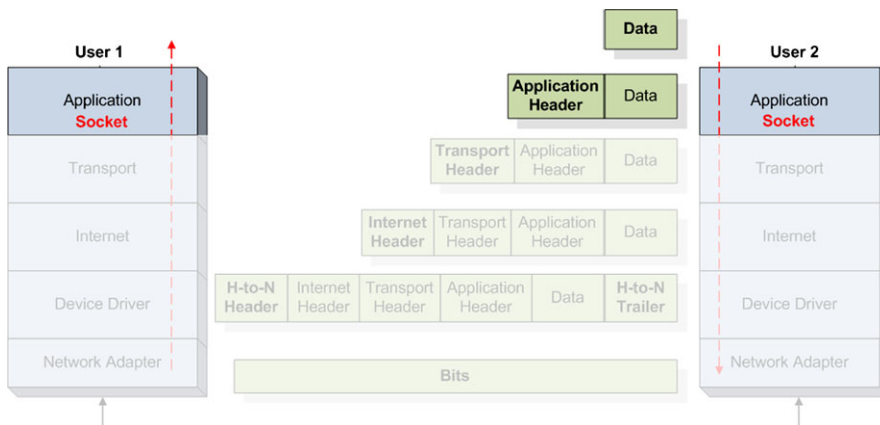 User 1
Data
User 2
Application
Socket
Application
Header
Data
Application
Socket
Transport
Transport
Header
Application
Header
Data
Transport
Internet
Internet
Header
Transport
Header
Application
Header
Data
Internet
Device Driver
H-to-N
Header
Internet
Header
Transport
Header
Application
Header
Data
H-to-N
Trailer
Device Driver
Network Adapter
Bits
Network Adapter